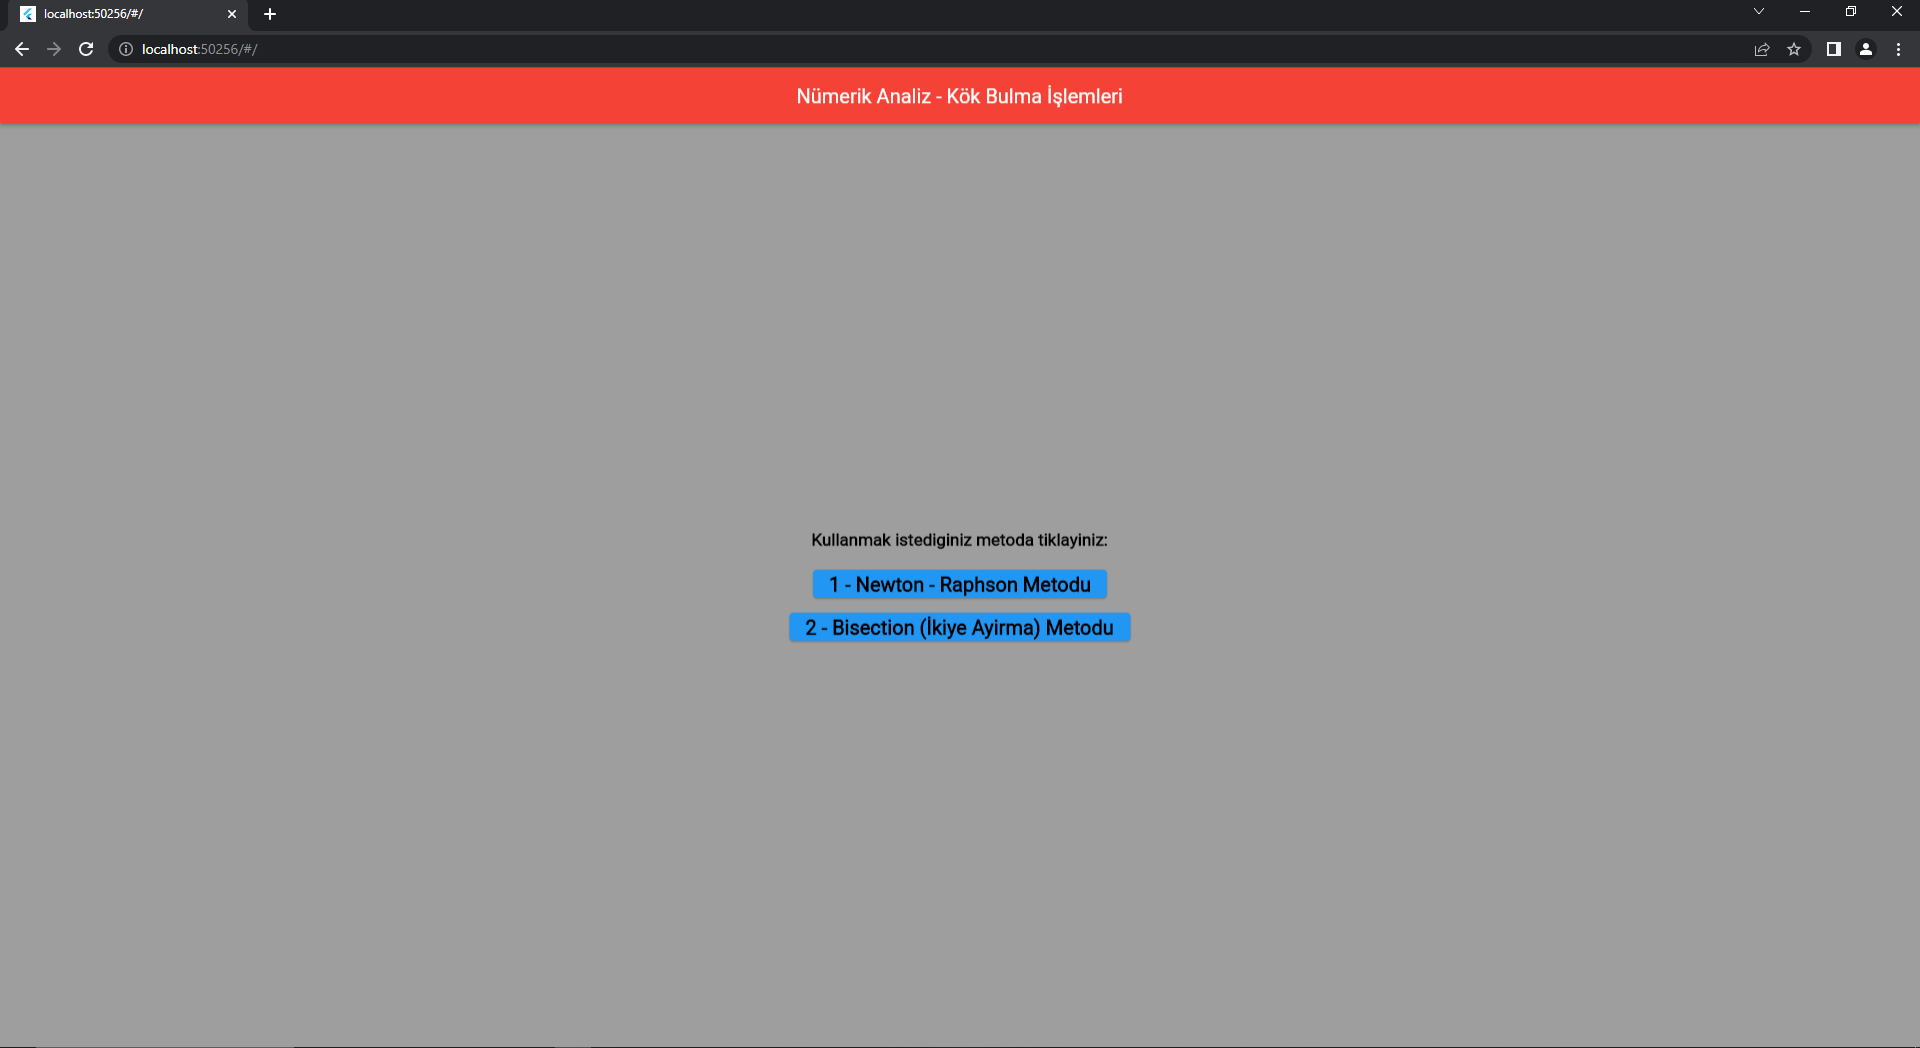 localhost:50256/#/
localhost:50256/#/
Nümerik Analiz - Kök Bulma İşlemleri
Kullanmak istediginiz metoda tiklayiniz:
1 - Newton - Raphson Metodu
2 - Bisection (İkiye Ayirma) Metodu